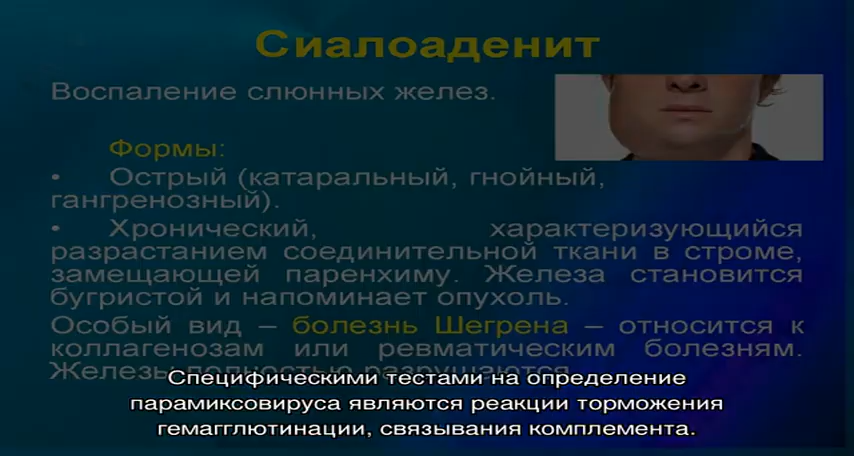 Сиалоаденит
Воспаление слюнных желез.
Формы:
• Острый (катаральный, гнойный,
гангренозный).
• Хронический, характеризующийся
разрастанием соединительной ткани в строме,
замещающей паренхиму. Железа становится
бугристой и напоминает опухоль.
Особый вид – болезнь Шегрена – относится к
коллагенозам или ревматическим болезням.
Железы полностью разрушаются.
Специфическими тестами на определение
парамиксовируса являются реакции торможения
гемагглютинации, связывания комплемента.